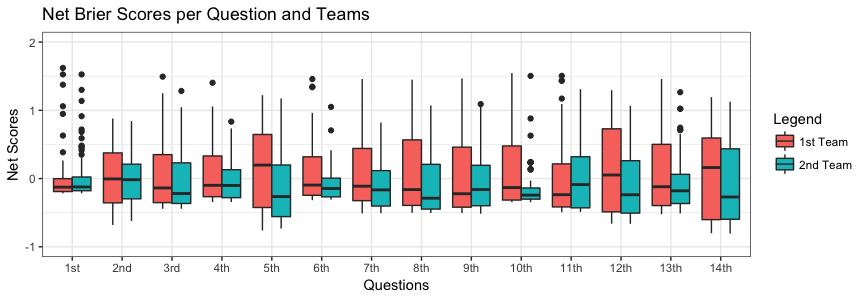 Net Brier Scores per Question and Teams
Net Scores
2
1
0
-1
1st 2nd 3rd 4th 5th 6th 7th 8th 9th 10th 11th 12th 13th 14th
Questions
Legend
1st Team
2nd Team